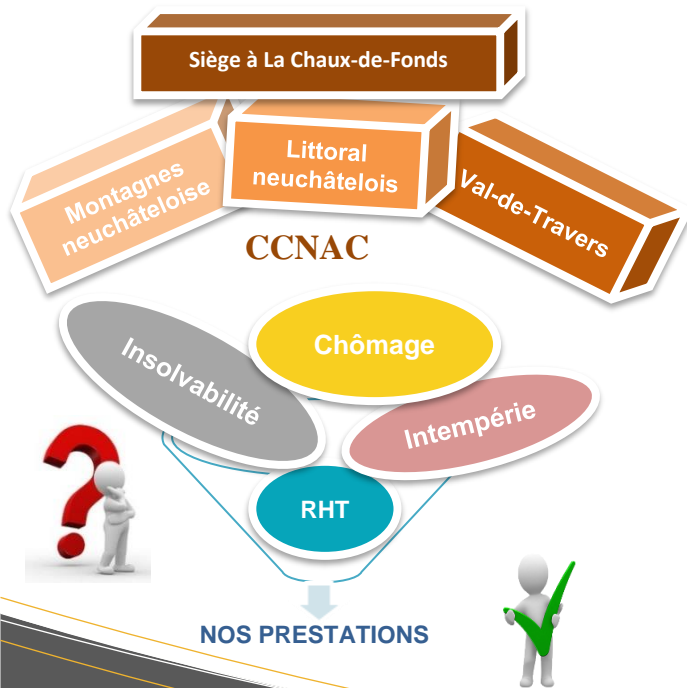 Siège à La Chaux-de-Fonds
Montagnes
neuchâteloise
Littoral
neuchâtelois
Val-de-Travers
CCNAC
Insolvabilité
Chômage
Intempérie
RHT
NOS PRESTATIONS